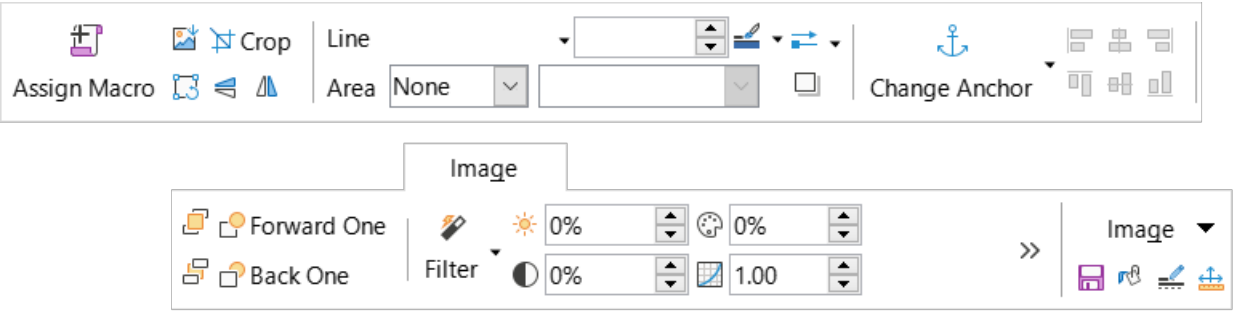 Crop Line
Assign Macro Area None Change Anchor
Image
Forward One 0% 0% Image
Back One Filter 0% 1.00